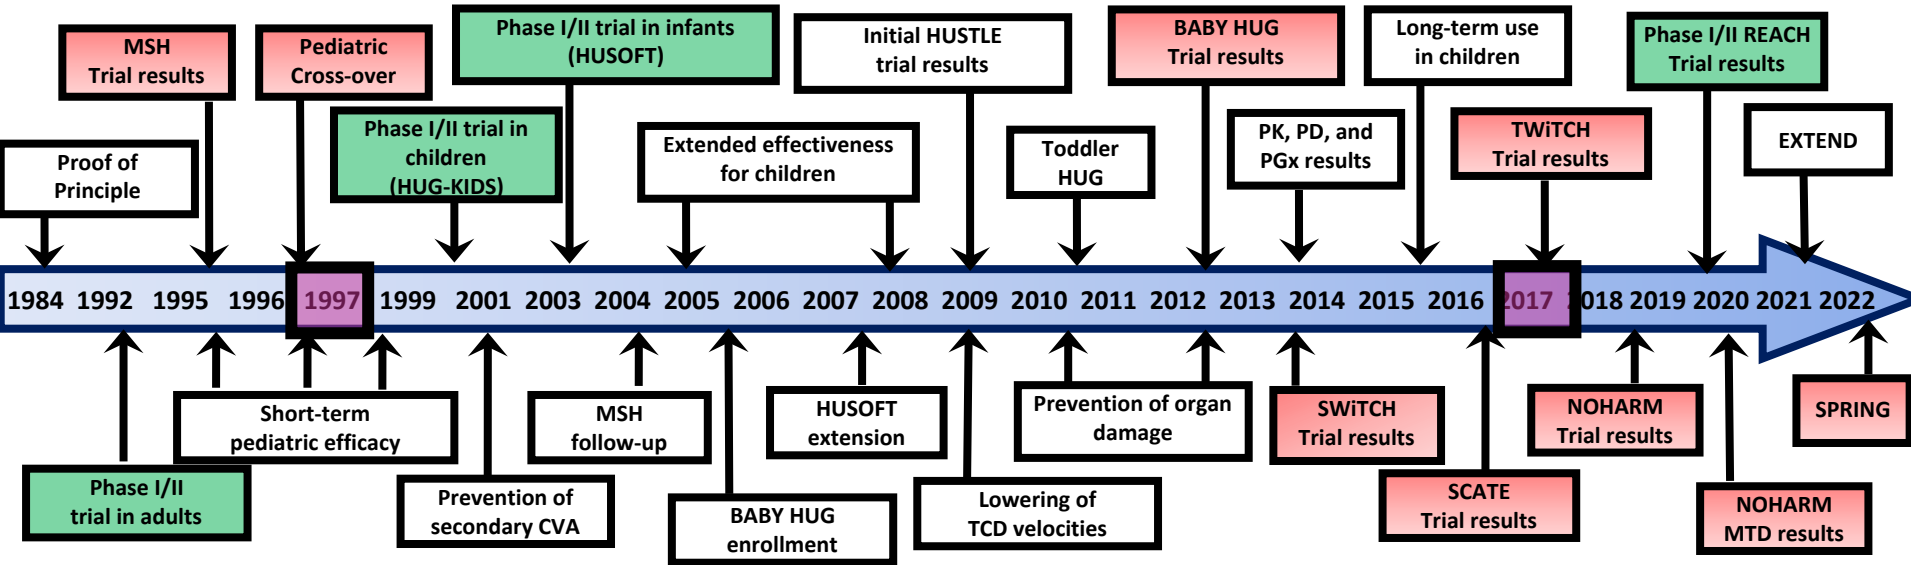 MSH
Trial results
Pediatric
Cross-over
Phase I/II trial in infants
(HUSOFT)
Initial HUSTLE
trial results
BABY HUG
Trial results
Long-term use
in children
Phase I/II REACH
Trial results
Proof of
Principle
Phase I/II trial in
children
(HUG-KIDS)
Extended effectiveness
for children
Toddler
HUG
PK, PD, and
PGx results
TWiTCH
Trial results
EXTEND
1984 1992 1995 1996 1997 1999 2001 2003 2004 2005 2006 2007 2008 2009 2010 2011 2012 2013 2014 2015 2016 2017 2018 2019 2020 2021 2022
Short-term
pediatric efficacy
MSH
follow-up
HUSOFT
extension
Prevention of organ
damage
SWiTCH
Trial results
NOHARM
Trial results
SPRING
Phase I/II
trial in adults
Prevention of
secondary CVA
BABY HUG
enrollment
Lowering of
TCD velocities
SCATE
Trial results
NOHARM
MTD results